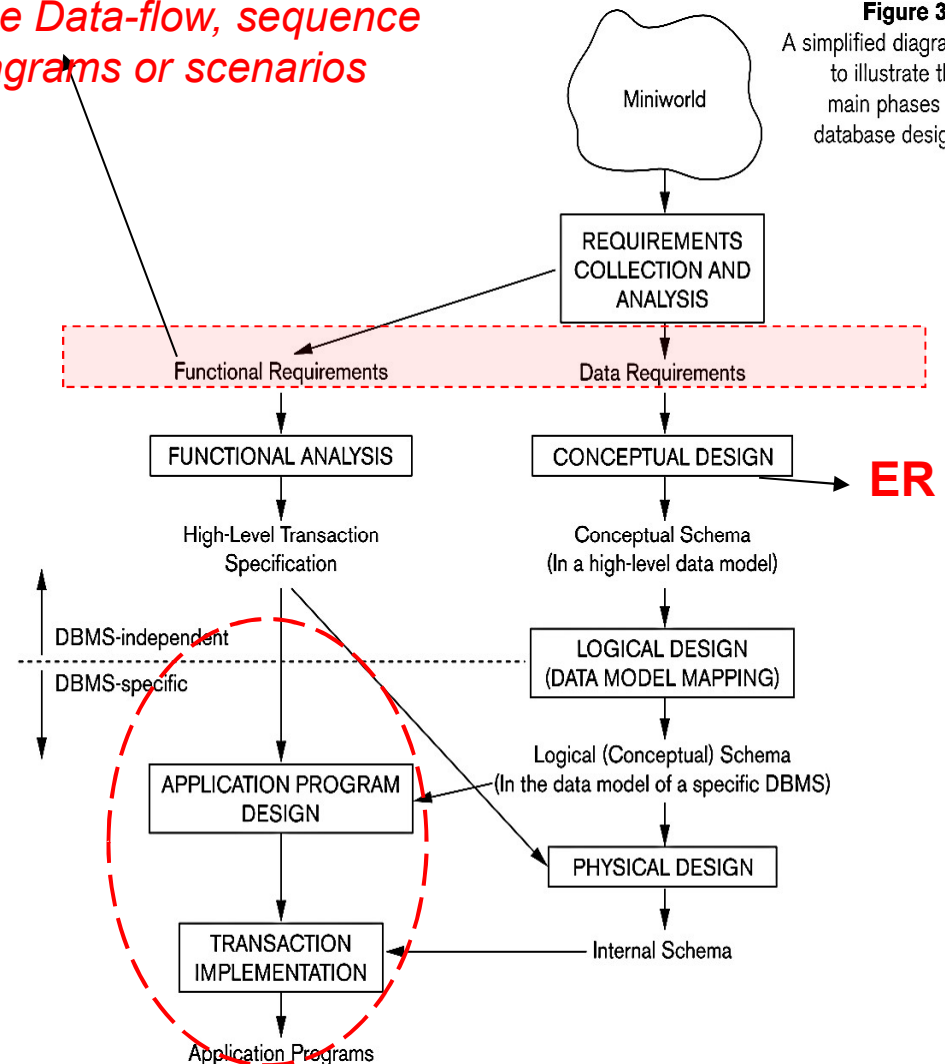 e Data-flow, sequence
agrams or scenarios
Figure 3
A simplified diagra
to illustrate th
main phases
database desig
Miniworld
REQUIREMENTS
COLLECTION AND
ANALYSIS
Functional Requirements
Data Requirements
FUNCTIONAL ANALYSIS
CONCEPTUAL DESIGN
ER
High-Level Transaction
Specification
Conceptual Schema
(In a high-level data model)
DBMS-independent
DBMS-specific
LOGICAL DESIGN
(DATA MODEL MAPPING)
Logical (Conceptual) Schema
(In the data model of a specific DBMS)
APPLICATION PROGRAM
DESIGN
PHYSICAL DESIGN
TRANSACTION
IMPLEMENTATION
Internal Schema
Application Programs